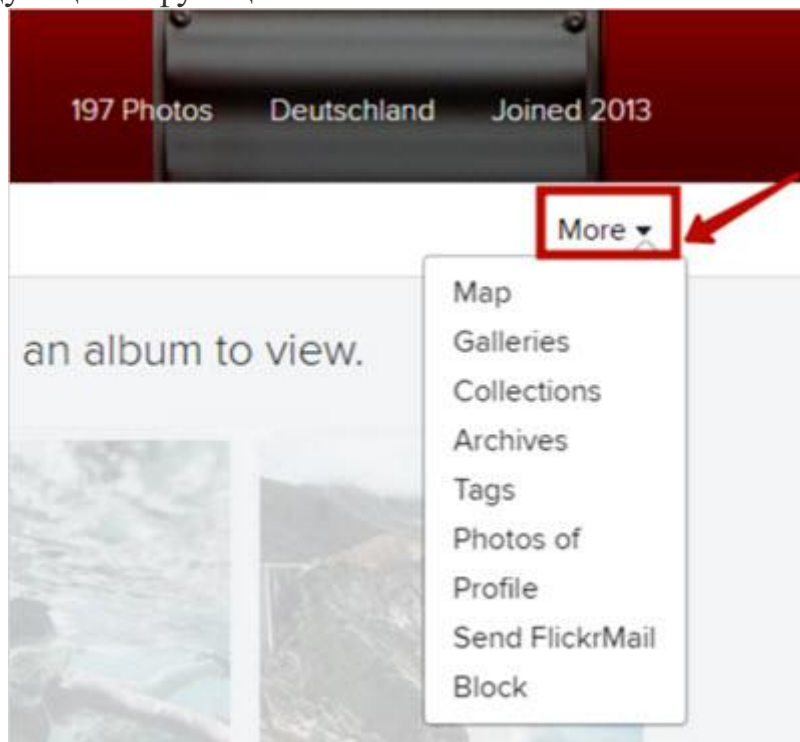 197 Photos Deutschland Joined 2013
More
an album to view.
Map
Galleries
Collections
Archives
Tags
Photos of
Profile
Send FlickrMail
Block